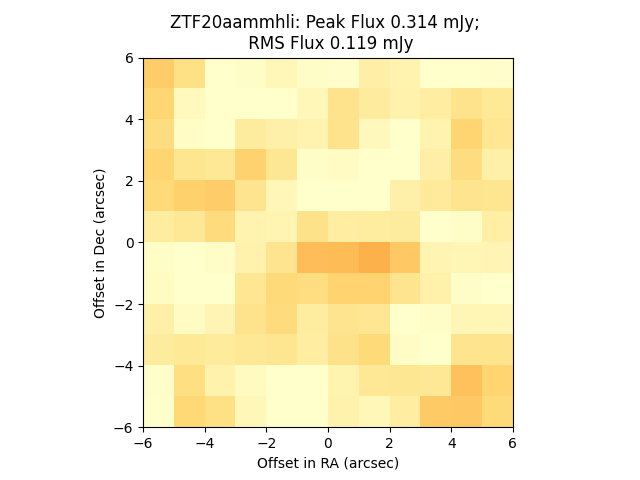 ZTF20aammhli: Peak Flux 0.314 mJy;
RMS Flux 0.119 mJy
6
4
2
0
−2
−4
−6
Offset in Dec (arcsec)
−6 −4 −2 0 2 4 6
Offset in RA (arcsec)